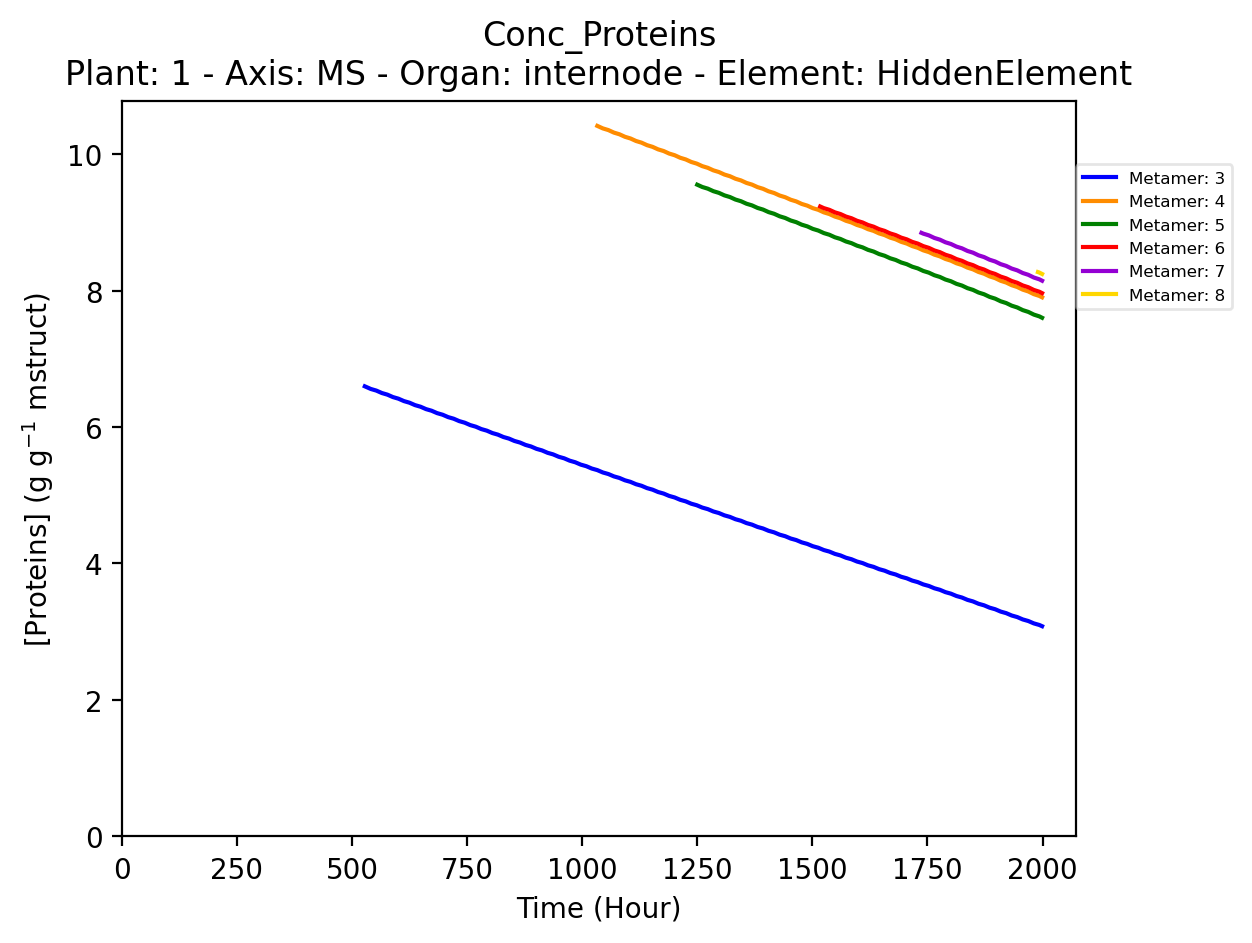 Conc_Proteins
Plant: 1 - Axis: MS - Organ: internode - Element: HiddenElement
[Proteins] (g g⁻¹ mstruct)
10
8
6
4
2
0
0 250 500 750 1000 1250 1500 1750 2000
Time (Hour)
Metamer: 3
Metamer: 4
Metamer: 5
Metamer: 6
Metamer: 7
Metamer: 8